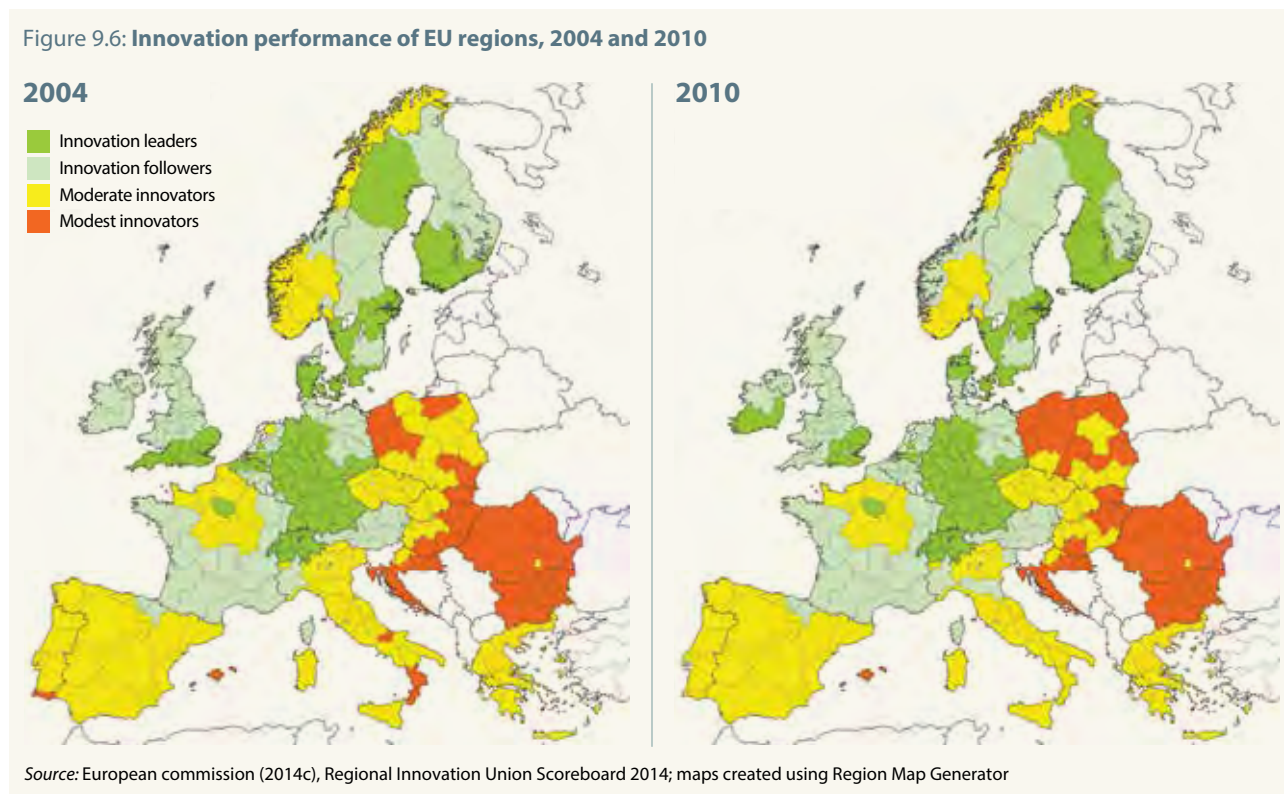 Figure 9.6: Innovation performance of EU regions, 2004 and 2010
2004
Innovation leaders
Innovation followers
Moderate innovators
Modest innovators
2010
Source: European commission (2014c), Regional Innovation Union Scoreboard 2014; maps created using Region Map Generator